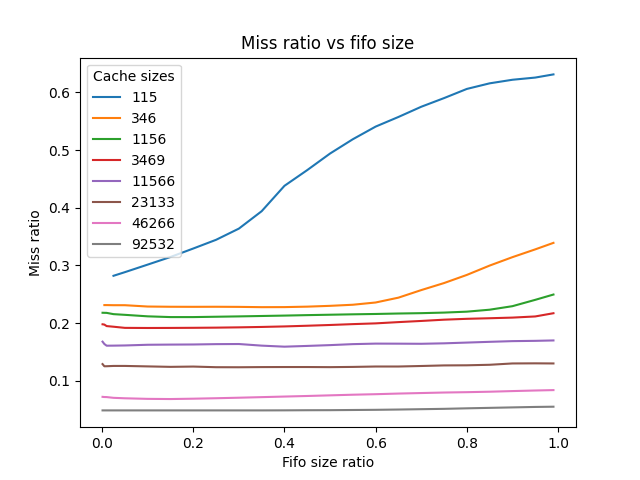 Miss ratio vs fifo size
Cache sizes
115
346
1156
3469
11566
23133
46266
92532
Miss ratio
0.6
0.5
0.4
0.3
0.2
0.1
0.0 0.2 0.4 0.6 0.8 1.0
Fifo size ratio